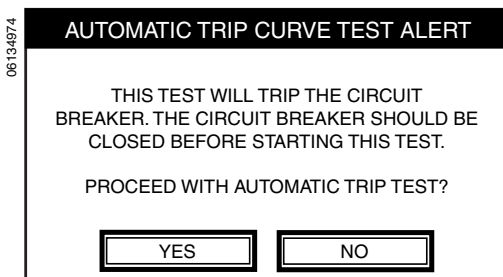 06134974
AUTOMATIC TRIP CURVE TEST ALERT
THIS TEST WILL TRIP THE CIRCUIT
BREAKER. THE CIRCUIT BREAKER SHOULD BE
CLOSED BEFORE STARTING THIS TEST.
PROCEED WITH AUTOMATIC TRIP TEST?
YES
NO